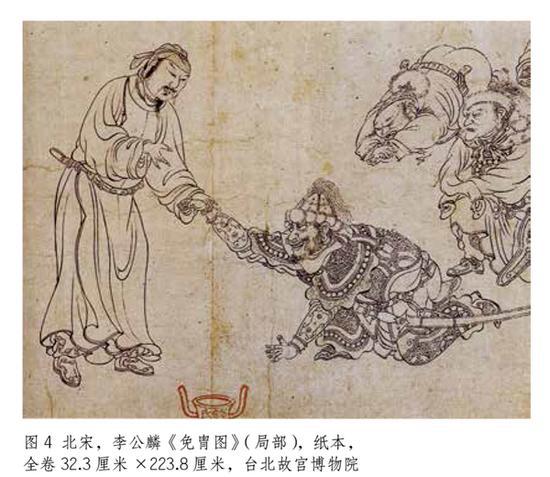 图 4 北宋，李公麟《免胄图》（局部），纸本，
全卷 32.3 厘米 ×223.8 厘米，台北故宫博物院